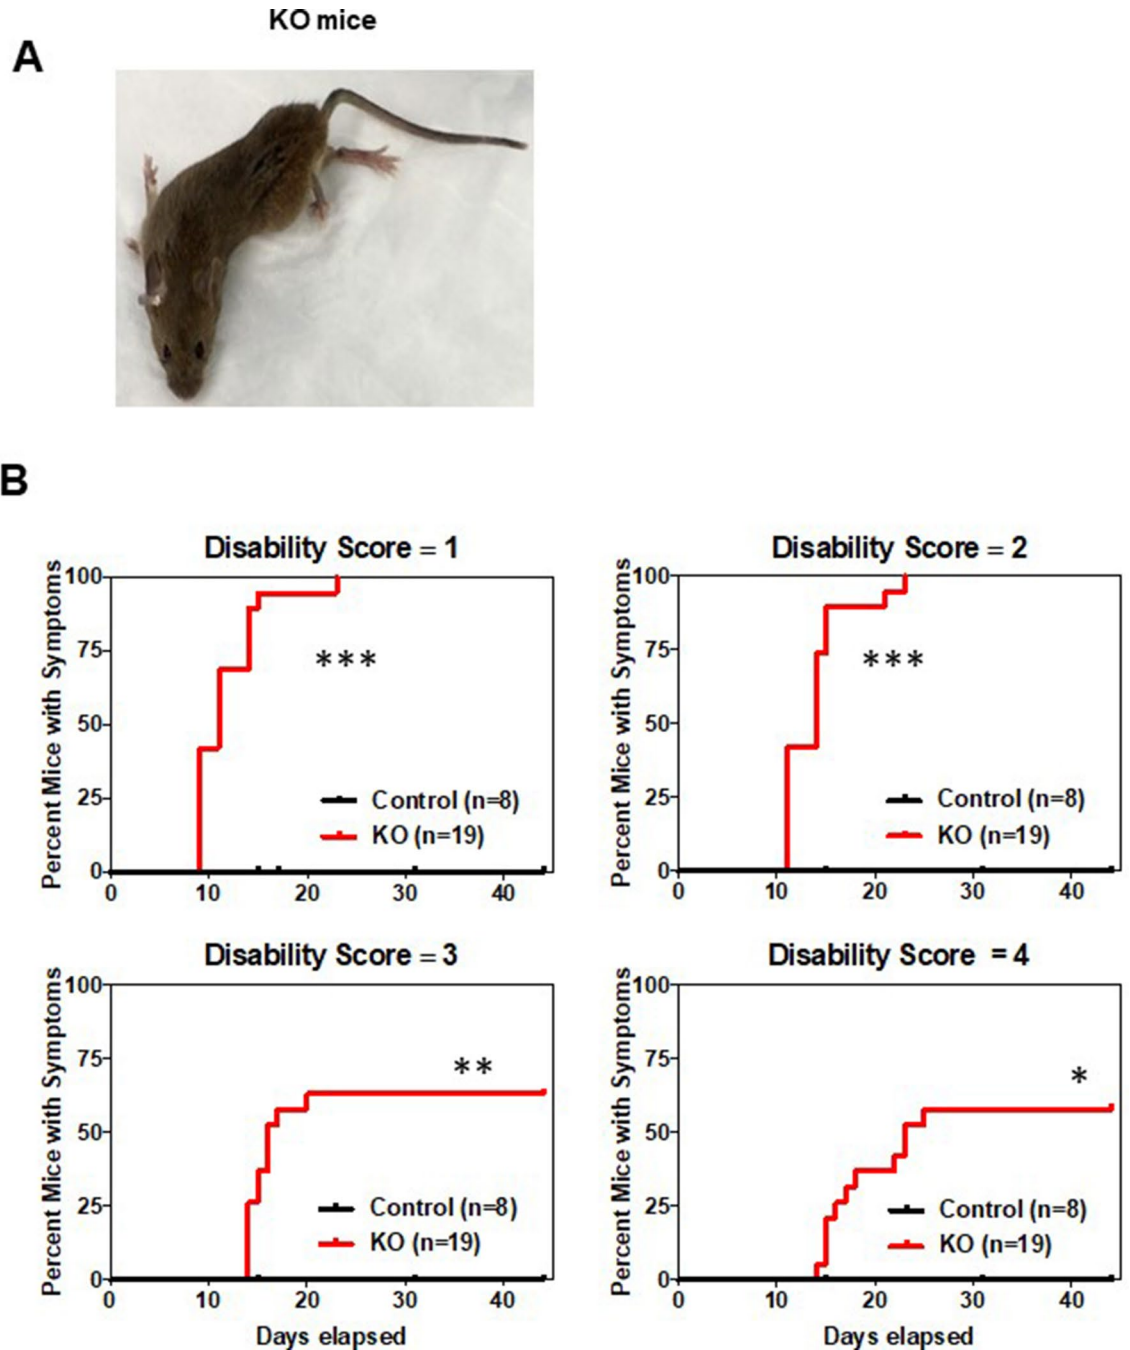 KO mice
A
B
Disability Score = 1
Percent Mice with Symptoms
100
75
50
25
0
0 10 20 30 40
***
Control (n=8)
KO (n=19)
Disability Score = 2
Percent Mice with Symptoms
100
75
50
25
0
0 10 20 30 40
***
Control (n=8)
KO (n=19)
Disability Score = 3
Percent Mice with Symptoms
100
75
50
25
0
0 10 20 30 40
**
Control (n=8)
KO (n=19)
Days elapsed
Disability Score = 4
Percent Mice with Symptoms
100
75
50
25
0
0 10 20 30 40
*
Control (n=8)
KO (n=19)
Days elapsed